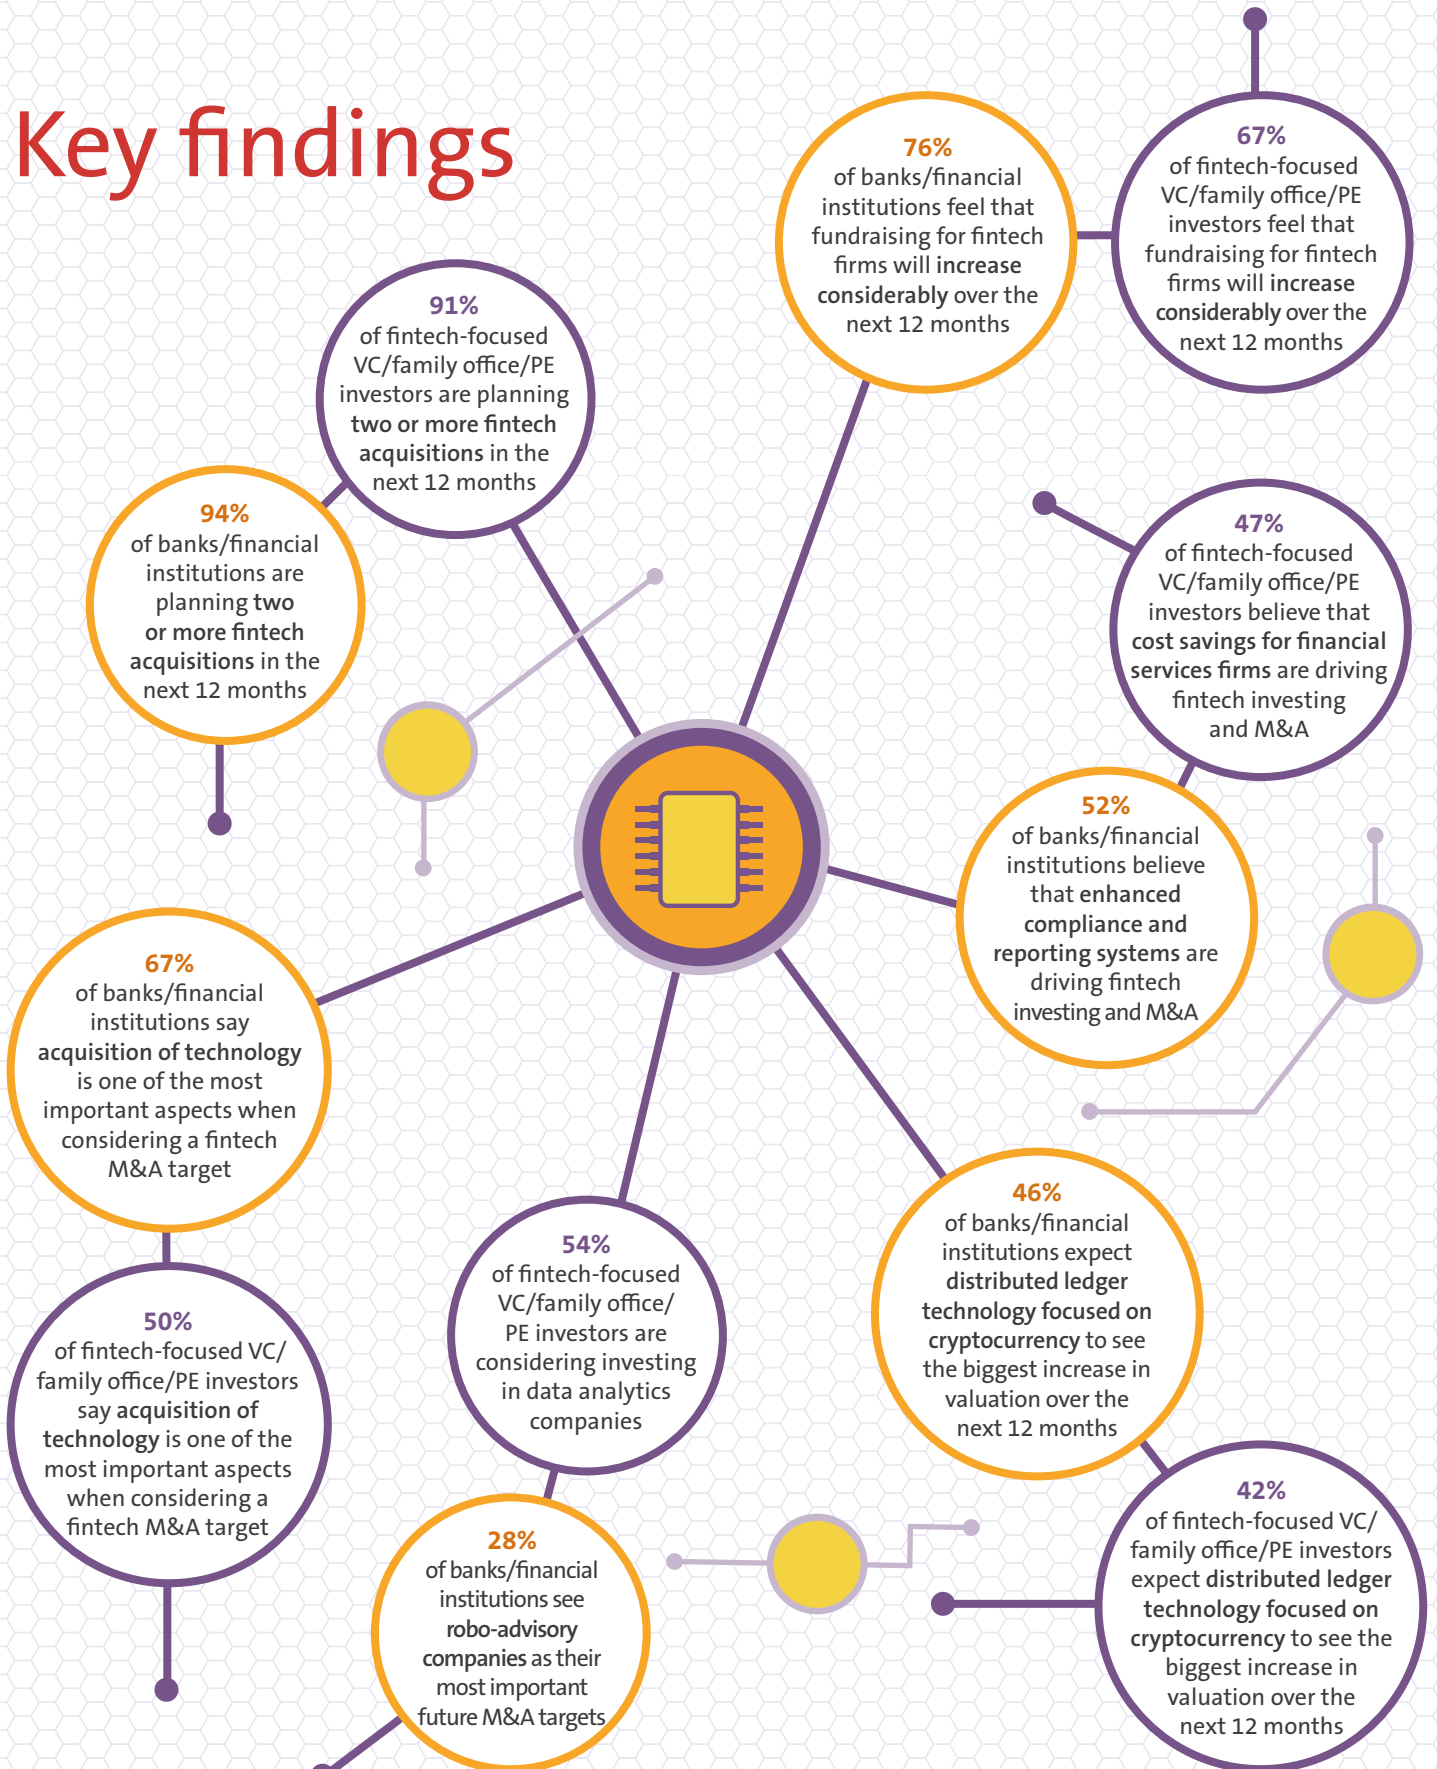 Key findings
76%
of banks/financial
institutions feel that
fundraising for fintech
firms will increase
considerably over the
next 12 months
67%
of fintech-focused
VC/family office/PE
investors feel that
fundraising for fintech
firms will increase
considerably over the
next 12 months
91%
of fintech-focused
VC/family office/PE
investors are planning
two or more fintech
acquisitions in the
next 12 months
94%
of banks/financial
institutions are
planning two
or more fintech
acquisitions in the
next 12 months
47%
of fintech-focused
VC/family office/PE
investors believe that
cost savings for financial
services firms are driving
fintech investing
and M&A
52%
of banks/financial
institutions believe
that enhanced
compliance and
reporting systems are
driving fintech
investing and M&A
67%
of banks/financial
institutions say
acquisition of technology
is one of the most
important aspects when
considering a fintech
M&A target
50%
of fintech-focused VC/
family office/PE investors
say acquisition of
technology is one of the
most important aspects
when considering a
fintech M&A target
54%
of fintech-focused
VC/family office/
PE investors are
considering investing
in data analytics
companies
28%
of banks/financial
institutions see
robo-advisory
companies as their
most important
future M&A targets
46%
of banks/financial
institutions expect
distributed ledger
technology focused on
cryptocurrency to see
the biggest increase in
valuation over the
next 12 months
42%
of fintech-focused VC/
family office/PE investors
expect distributed ledger
technology focused on
cryptocurrency to see the
biggest increase in
valuation over the
next 12 months